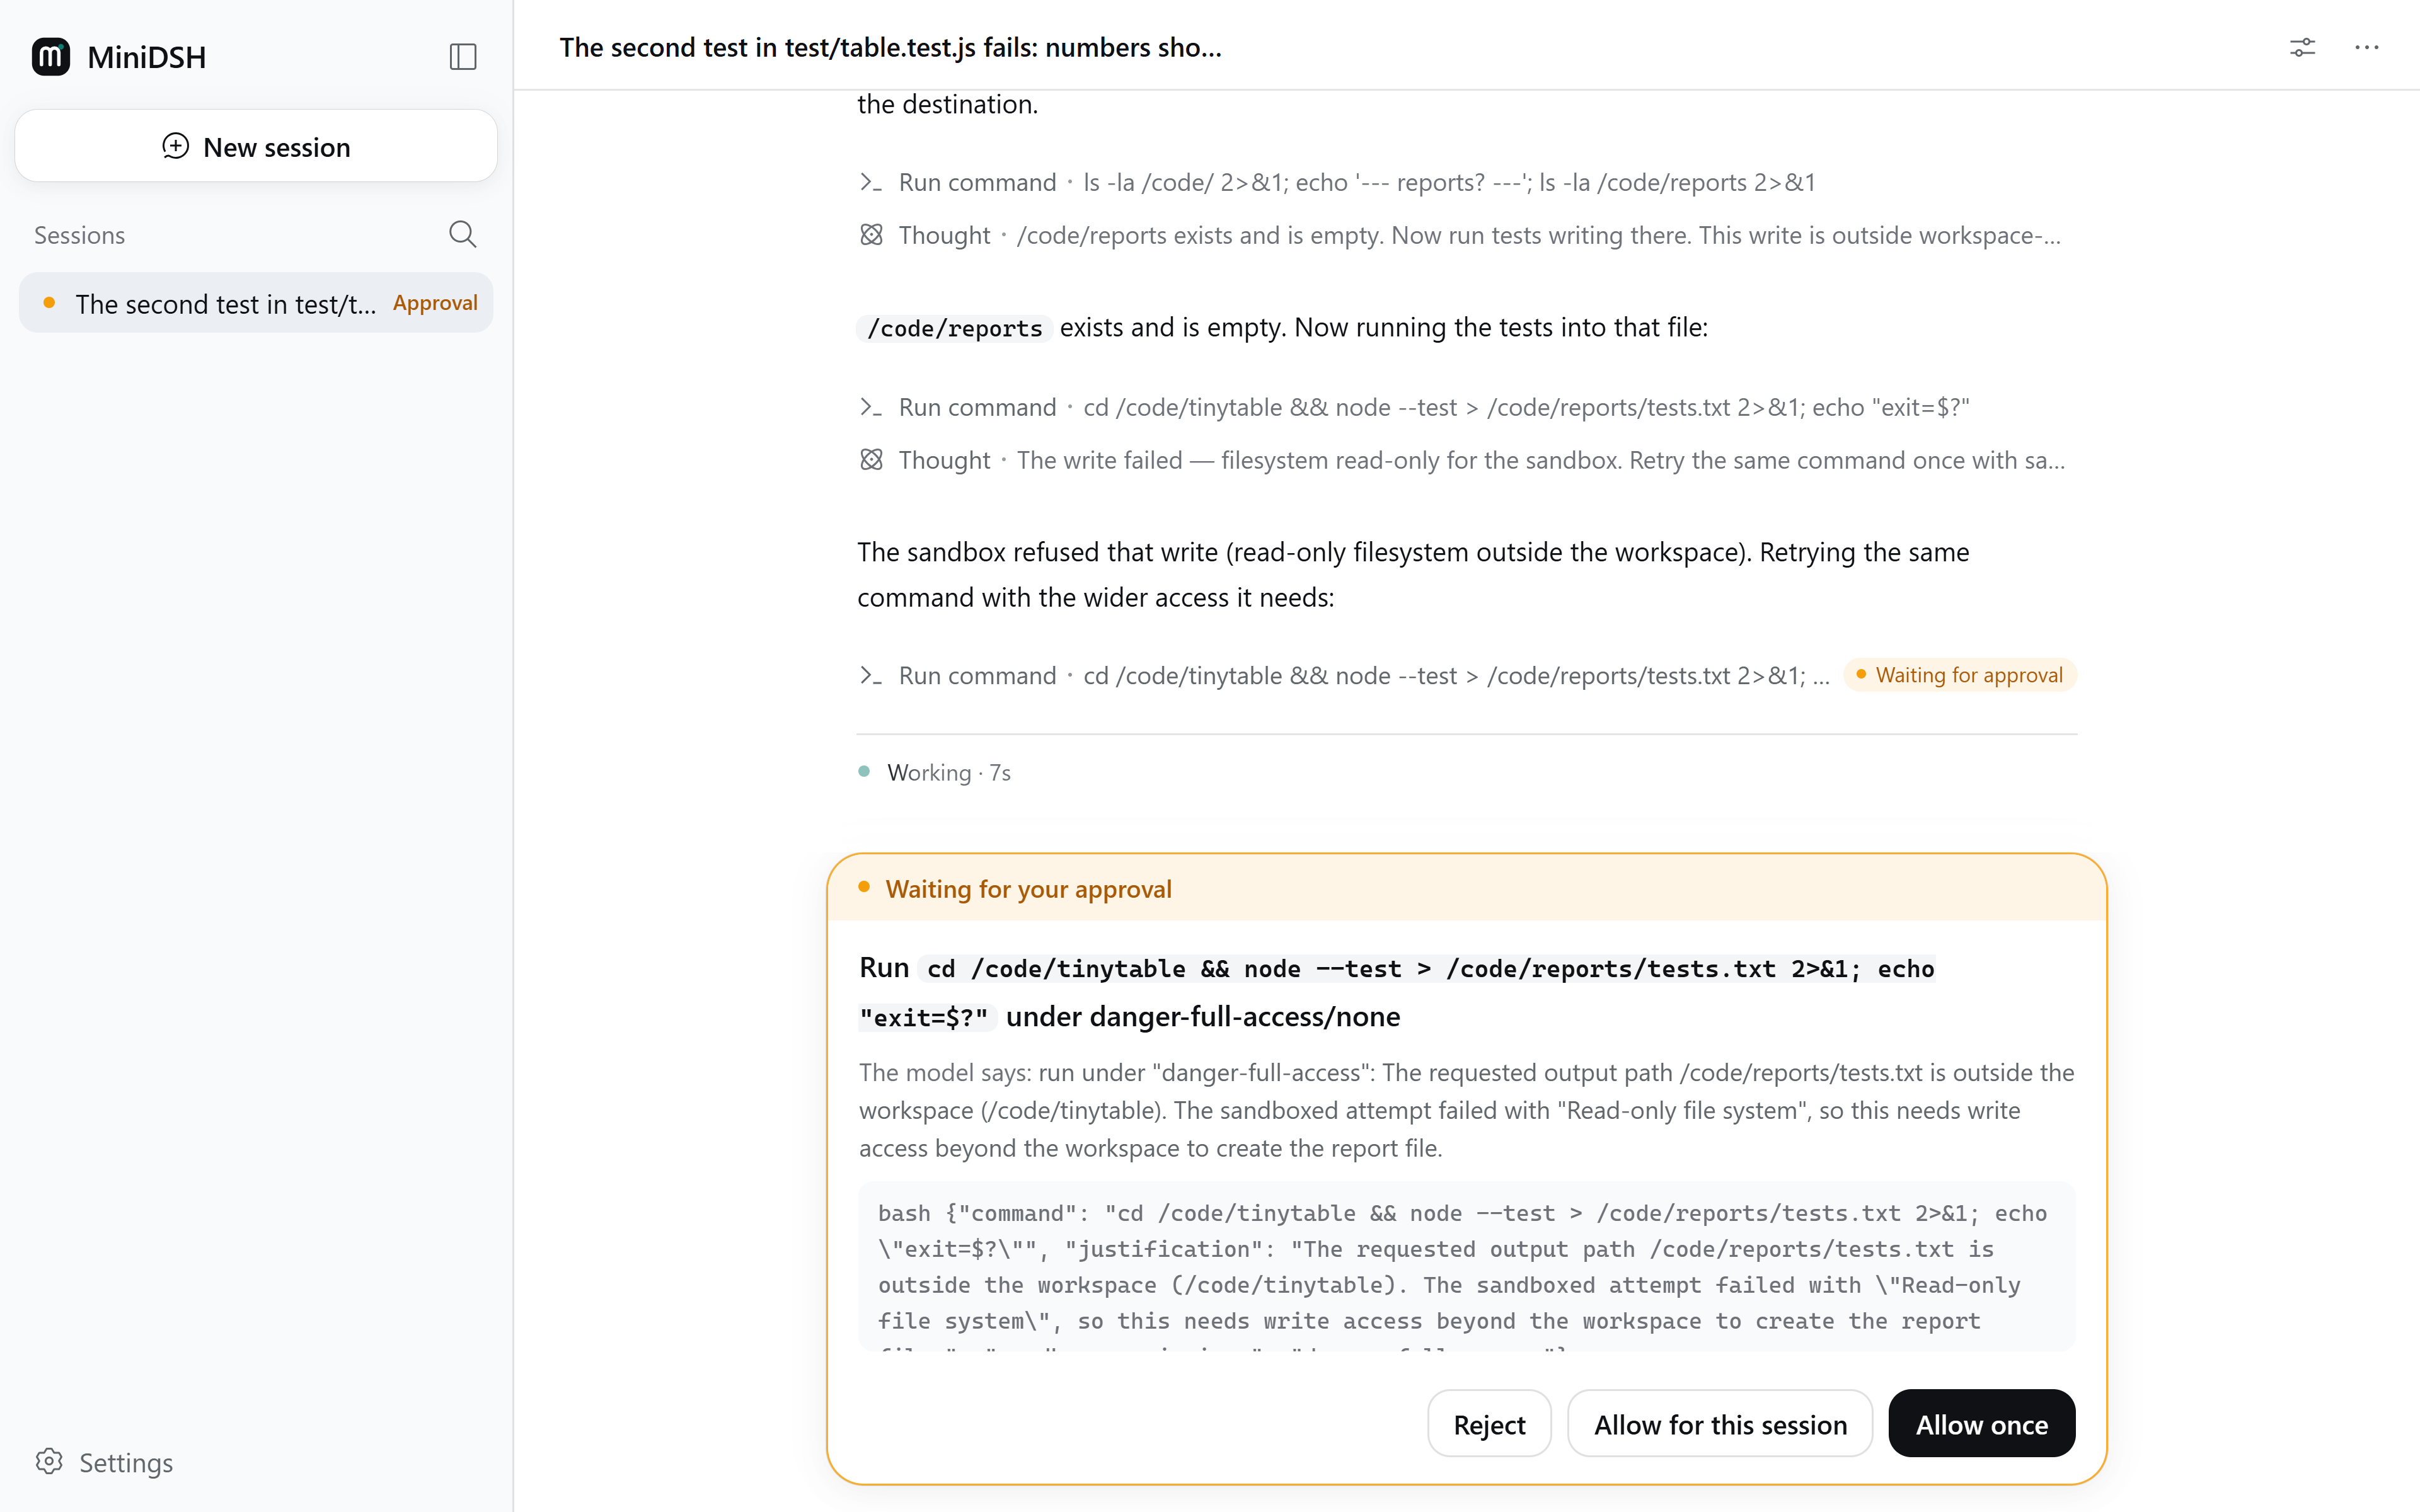 MiniDSH
New session
Sessions
The second test in test/t... Approval
Settings
The second test in test/table.test.js fails: numbers sho...
the destination.
Run command · ls -la /code/ 2>&1; echo '--- reports? ---'; ls -la /code/reports 2>&1
Thought · /code/reports exists and is empty. Now run tests writing there. This write is outside workspace-...
/code/reports exists and is empty. Now running the tests into that file:
Run command · cd /code/tinytable && node --test > /code/reports/tests.txt 2>&1; echo "exit=$?"
Thought · The write failed — filesystem read-only for the sandbox. Retry the same command once with sa...
The sandbox refused that write (read-only filesystem outside the workspace). Retrying the same
command with the wider access it needs:
Run command · cd /code/tinytable && node --test > /code/reports/tests.txt 2>&1; ... Waiting for approval
Working · 7s
Waiting for your approval
Run cd /code/tinytable && node --test > /code/reports/tests.txt 2>&1; echo
"exit=$?" under danger-full-access/none
The model says: run under "danger-full-access": The requested output path /code/reports/tests.txt is outside the
workspace (/code/tinytable). The sandboxed attempt failed with "Read-only file system", so this needs write
access beyond the workspace to create the report file.
bash {"command": "cd /code/tinytable && node --test > /code/reports/tests.txt 2>&1; echo
\"exit=$?\"", "justification": "The requested output path /code/reports/tests.txt is
outside the workspace (/code/tinytable). The sandboxed attempt failed with \"Read-only
file system\", so this needs write access beyond the workspace to create the report
Reject
Allow for this session
Allow once